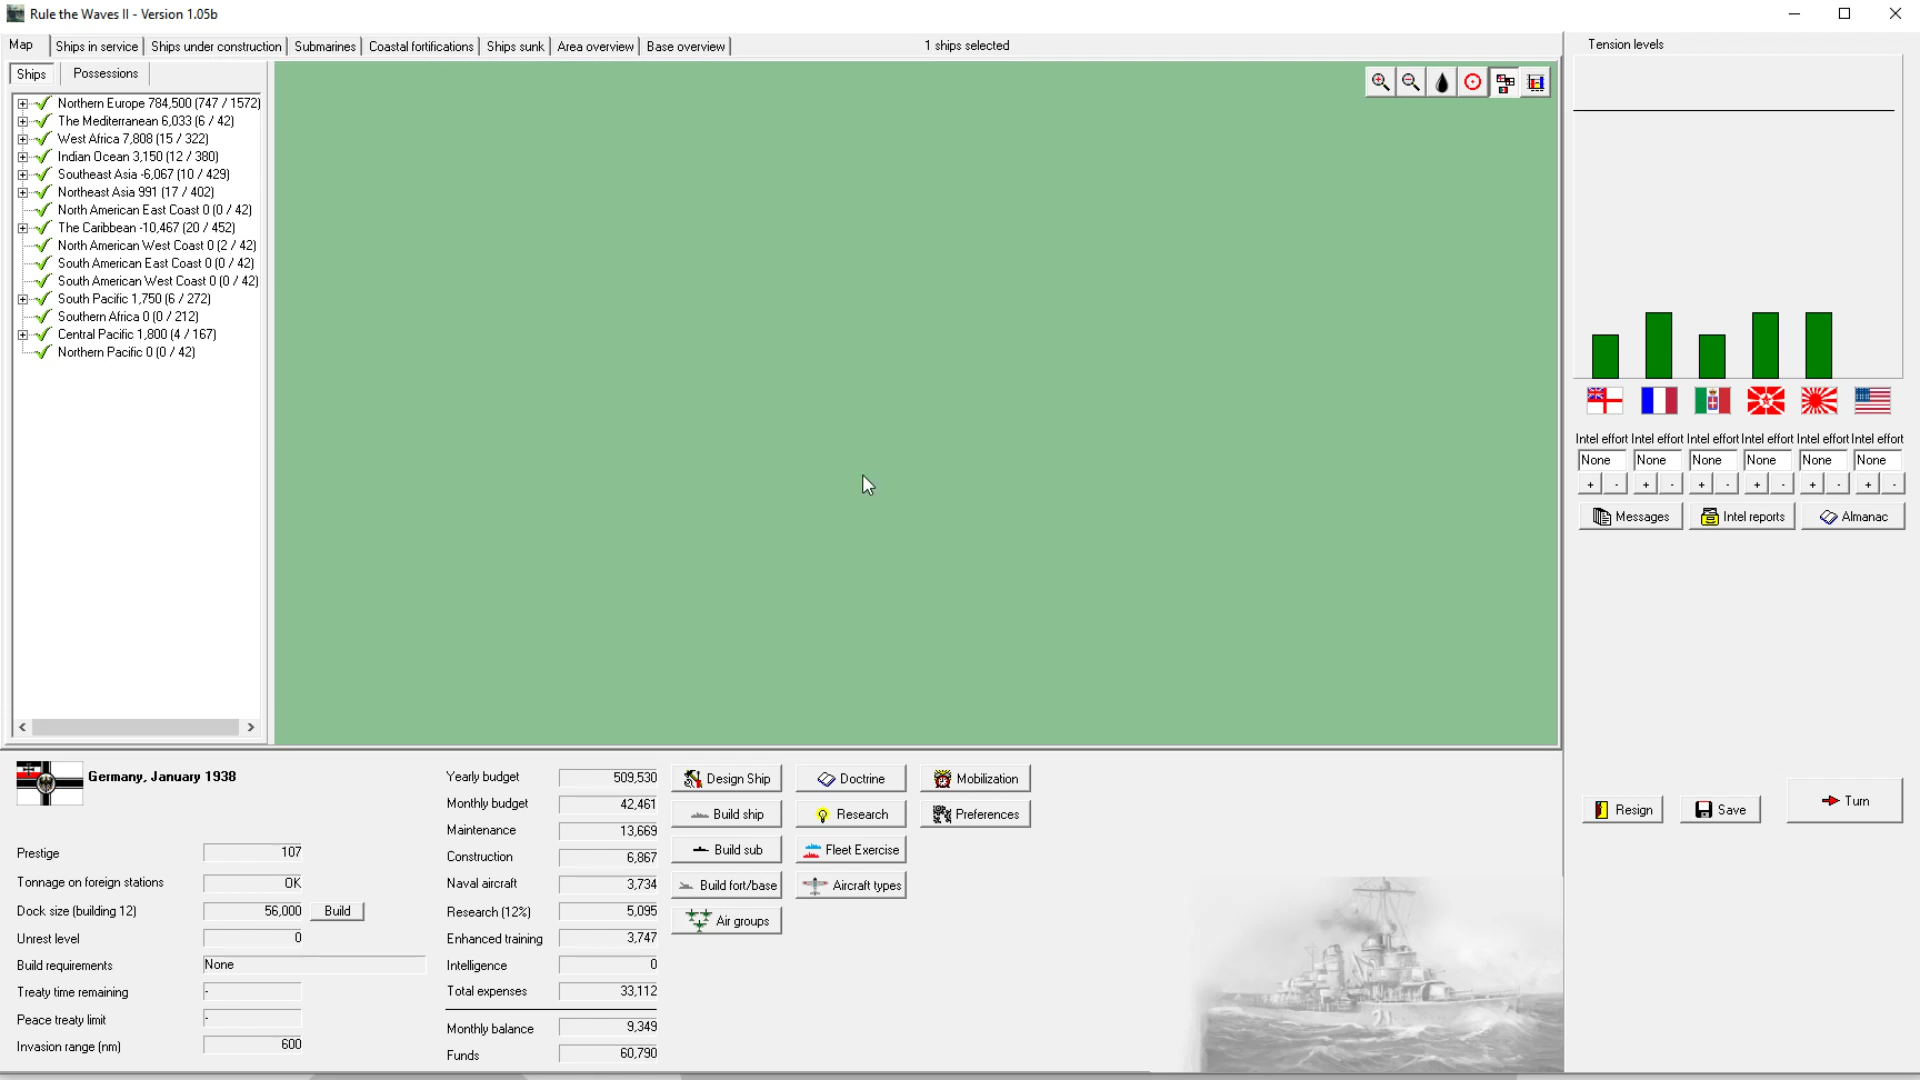 Rule the Waves II - Version 1.05b
Map
Ships in service
Ships under construction
Submarines
Coastal fortifications
Ships sunk
Area overview
Base overview
1 ships selected
Tension levels
Ships
Possessions
Northern Europe 784,500 (747 / 1572)
The Mediterranean 6,033 (6 / 42)
West Africa 7,808 (15 / 322)
Indian Ocean 3,150 (12 / 380)
Southeast Asia -6,067 (10 / 429)
Northeast Asia 991 (17 / 402)
North American East Coast 0 (0 / 42)
The Caribbean -10,467 (20 / 452)
North American West Coast 0 (2 / 42)
South American East Coast 0 (0 / 42)
South American West Coast 0 (0 / 42)
South Pacific 1,750 (6 / 272)
Southern Africa 0 (0 / 212)
Central Pacific 1,800 (4 / 167)
Northern Pacific 0 (0 / 42)
Intel effort Intel effort Intel effort Intel effort Intel effort Intel effort
None None None None None None
+ - + - + - + - + - + -
Messages
Intel reports
Almanac
Germany, January 1938
Prestige 107
Tonnage on foreign stations OK
Dock size (building 12) 56,000 Build
Unrest level 0
Build requirements None
Treaty time remaining -
Peace treaty limit -
Invasion range (nm) 600
Yearly budget 509,530
Monthly budget 42,461
Maintenance 13,669
Construction 6,867
Naval aircraft 3,734
Research (12%) 5,095
Enhanced training 3,747
Intelligence 0
Total expenses 33,112
Monthly balance 9,349
Funds 60,790
Design Ship
Build ship
Build sub
Build fort/base
Air groups
Doctrine
Research
Fleet Exercise
Aircraft types
Mobilization
Preferences
Resign
Save
Turn